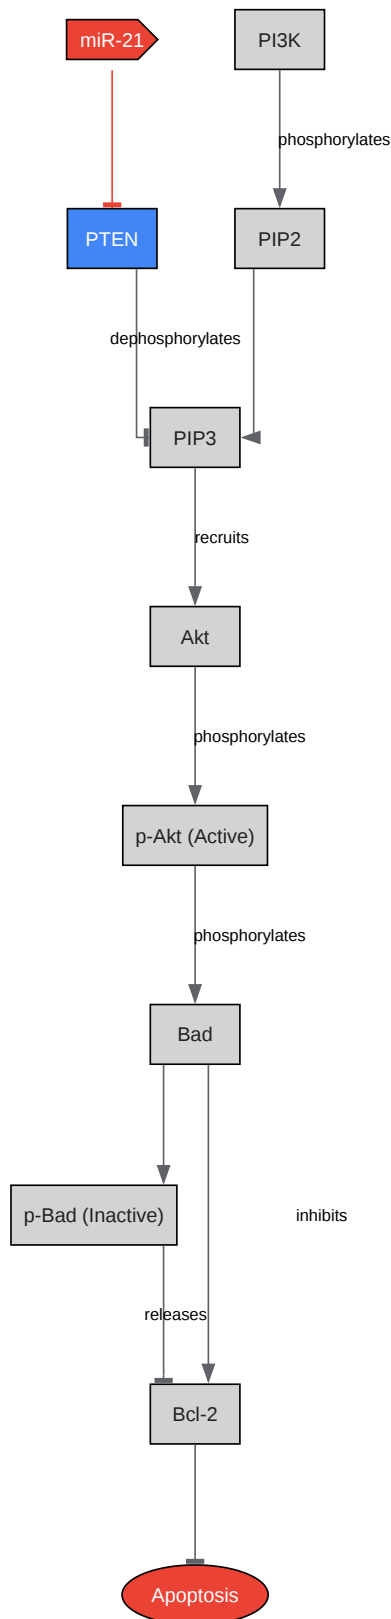 miR-21
PI3K
phosphorylates
PTEN
PIP2
dephosphorylates
PIP3
recruits
Akt
phosphorylates
p-Akt (Active)
phosphorylates
Bad
p-Bad (Inactive)
inhibits
releases
Bcl-2
Apoptosis